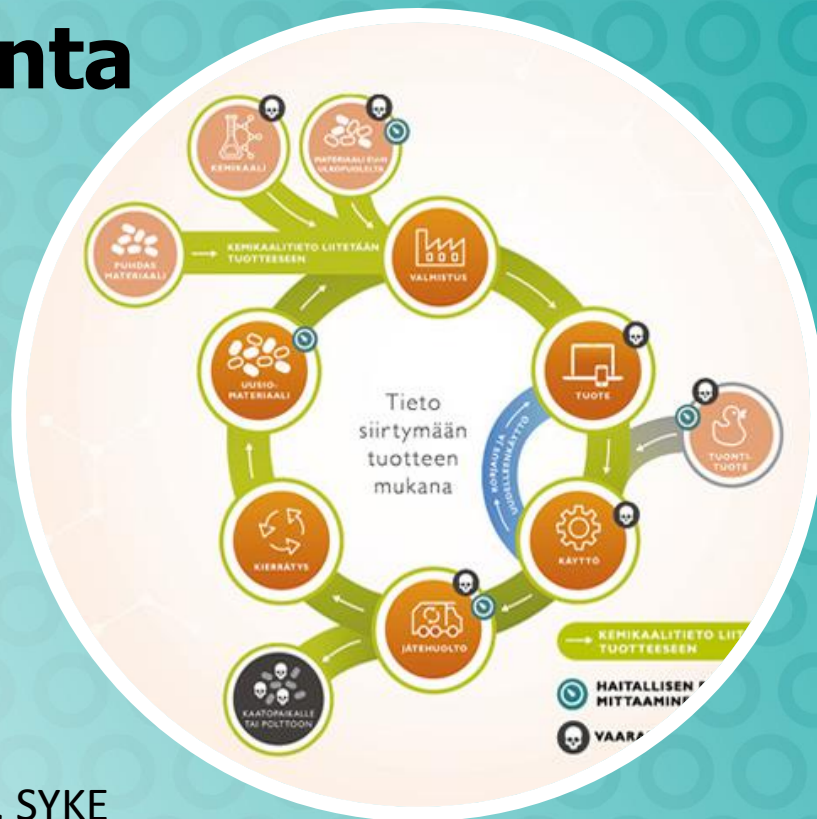 nta
KEMIKAALI
MATERIAALI EU:N
ULKOPUOLELTA
PUHDAS
MATERIAALI
KEMIKAALITIETO LIITETÄÄN
TUOTTEESEEN
VALMISTUS
UUSIO-
MATERIAALI
TUOTE
Tieto
siirtymään
tuotteen
mukana
KORJAUS JA
UUDELLEENKÄYTTÖ
TUONTI-
TUOTE
KIERRÄTYS
KÄYTTÖ
JÄTEHUOLTO
KAATOPAIKALLE
TAI POLTTOON
KEMIKAALITIETO LIIT
TUOTTEESEEN
HAITALLISEN
MITTAAMINE
VAARA
SYKE